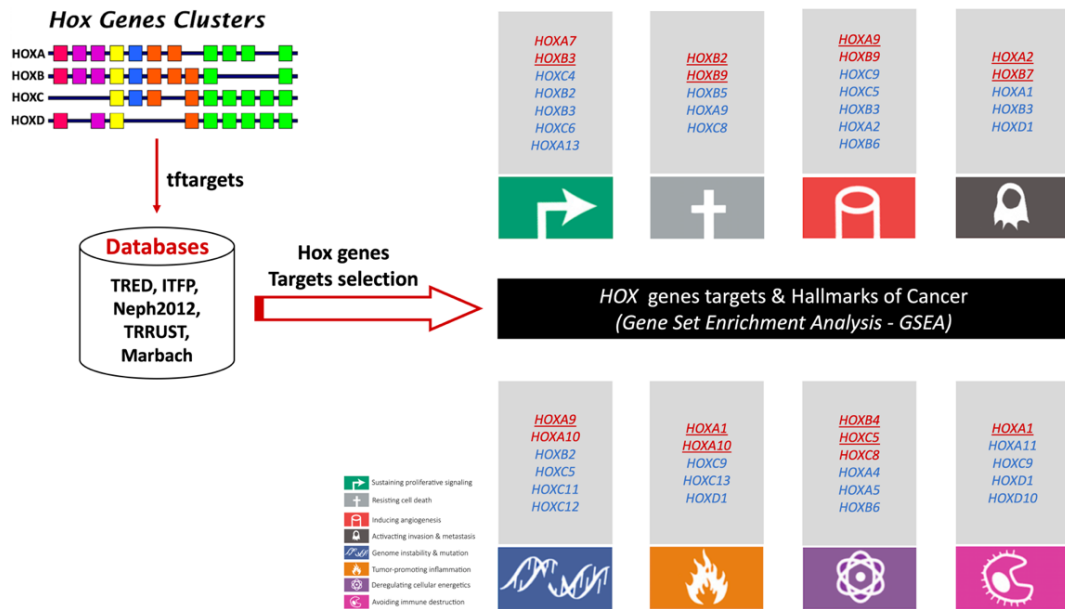 Hox Genes Clusters
HOXA
HOXB
HOXC
HOXD
tftargets
Databases
TRED, ITFP,
Neph2012,
TRRUST,
Marbach
Hox genes
Targets selection
HOXA7
HOXB3
HOXC4
HOXB2
HOXB3
HOXC6
HOXA13
HOXB2
HOXB9
HOXB5
HOXA9
HOXC8
HOXA9
HOXB9
HOXC9
HOXC5
HOXB3
HOXA2
HOXB6
HOXA2
HOXB7
HOXA1
HOXB3
HOXD1
HOX genes targets & Hallmarks of Cancer
(Gene Set Enrichment Analysis - GSEA)
HOXA9
HOXA10
HOXB2
HOXC5
HOXC11
HOXC12
HOXA1
HOXA10
HOXC9
HOXC13
HOXD1
HOXB4
HOXC5
HOXC8
HOXA4
HOXA5
HOXB6
HOXA1
HOXA11
HOXC9
HOXD1
HOXD10
Sustaining proliferative signaling
Resisting cell death
Inducing angiogenesis
Activacting invasion & metastasis
Genome instability & mutation
Tumor-promoting inflammation
Deregulating cellular energetics
Avoiding immune destruction